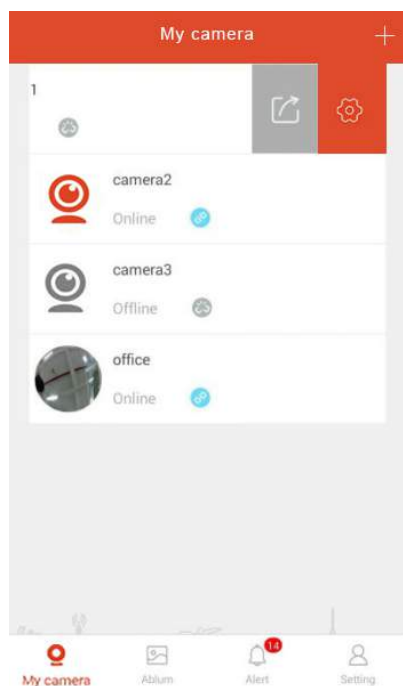 My camera
1
camera2
Online
camera3
Offline
office
Online
14
My camera
Ablum
Alert
Setting